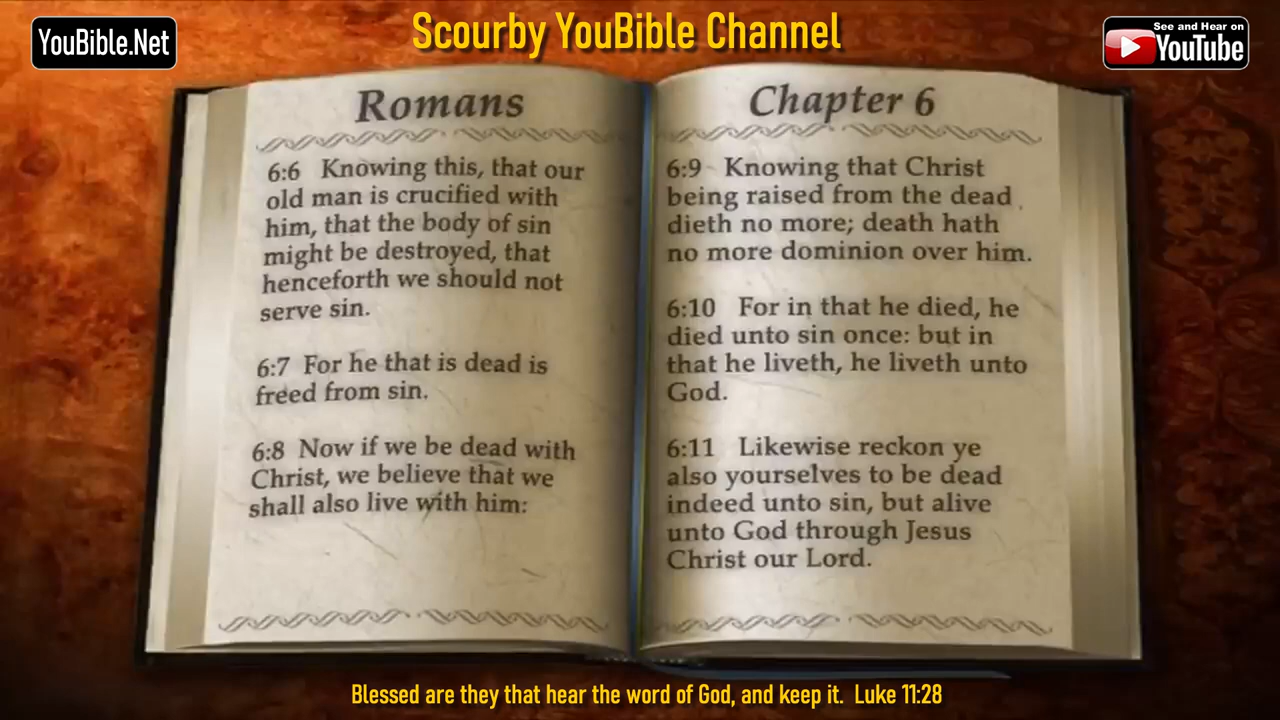 YouBible.Net
Scourby YouBible Channel
See and Hear on
YouTube
Romans
6:6 Knowing this, that our
old man is crucified with
him, that the body of sin
might be destroyed, that
henceforth we should not
serve sin.
6:7 For he that is dead is
freed from sin.
6:8 Now if we be dead with
Christ, we believe that we
shall also live with him:
Chapter 6
6:9 Knowing that Christ
being raised from the dead
dieth no more; death hath
no more dominion over him.
6:10 For in that he died, he
died unto sin once: but in
that he liveth, he liveth unto
God.
6:11 Likewise reckon ye
also yourselves to be dead
indeed unto sin, but alive
unto God through Jesus
Christ our Lord.
Blessed are they that hear the word of God, and keep it. Luke 11:28